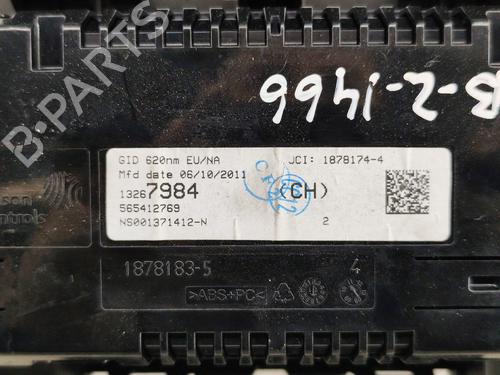 B-PARTS
B-2-1466
GID 620nm EU/NA JCI: 1878174-4
Mfd date 06/10/2011
13267984 (CH)
565412769
NS001371412-N 2
1878183-5 4
>ABS+PC<